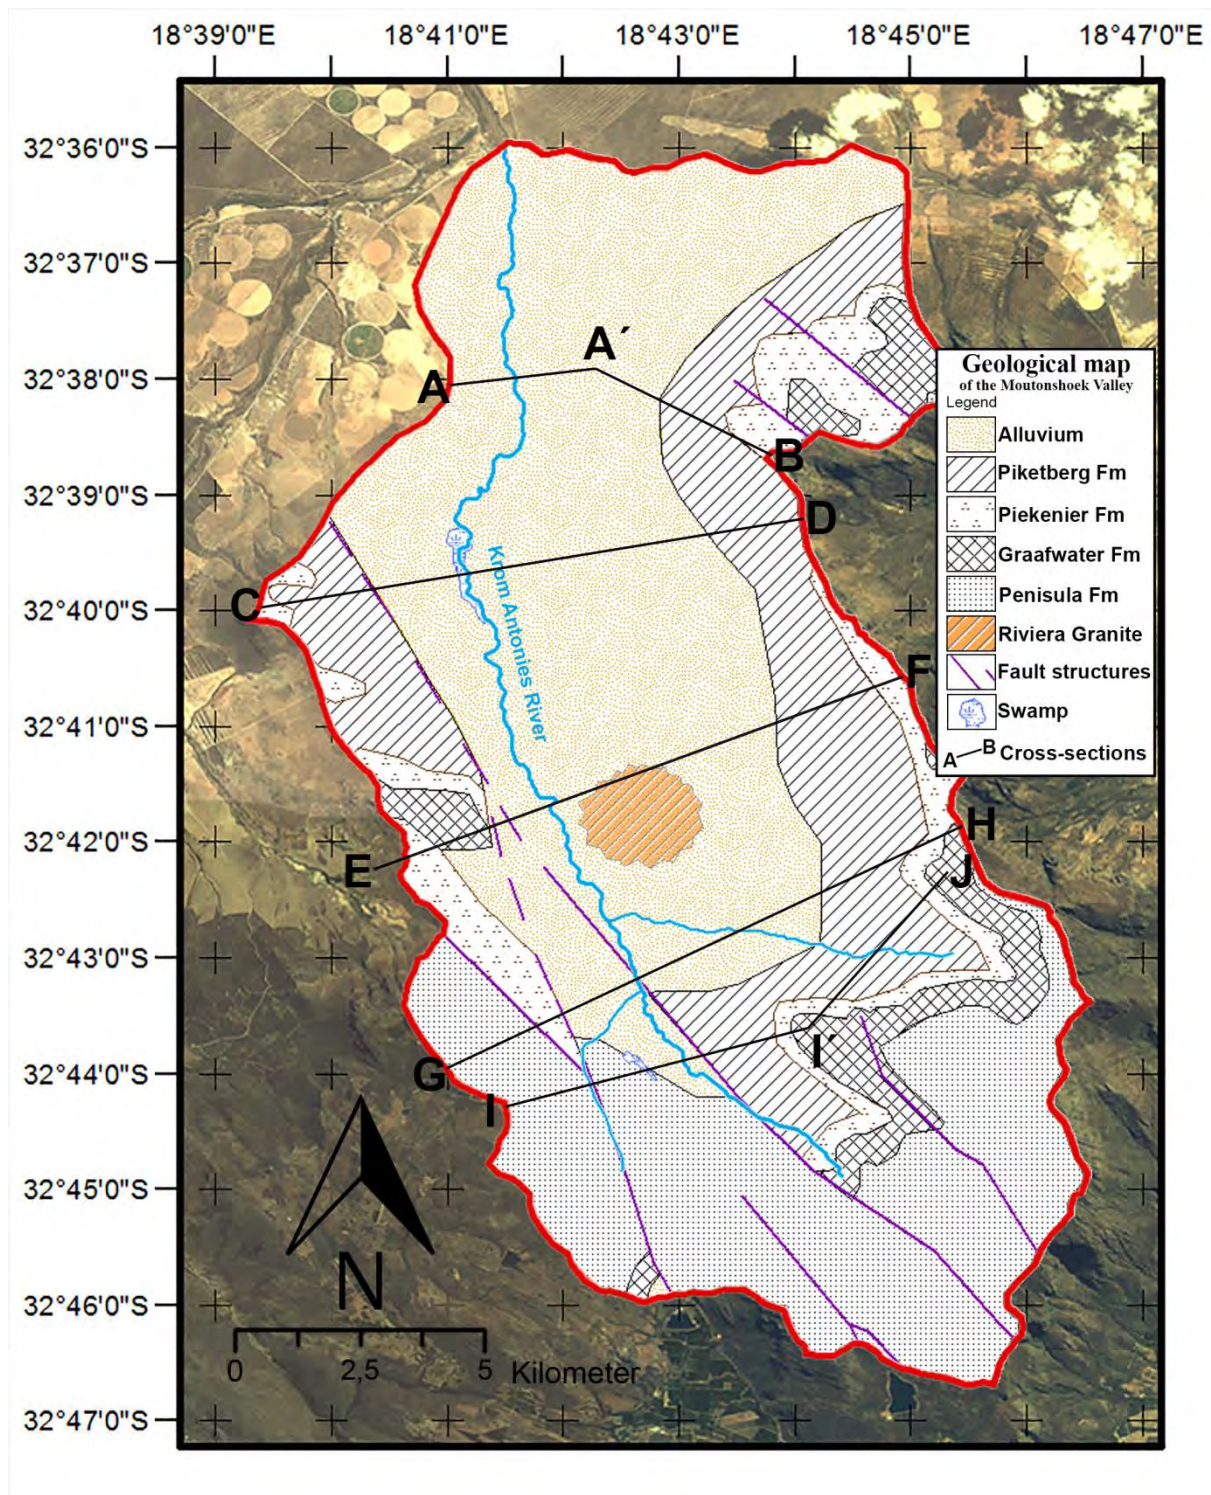 18°39'0"E 18°41'0"E 18°43'0"E 18°45'0"E 18°47'0"E
32°36'0"S
32°37'0"S
32°38'0"S
32°39'0"S
32°40'0"S
32°41'0"S
32°42'0"S
32°43'0"S
32°44'0"S
32°45'0"S
32°46'0"S
32°47'0"S
A
A´
B
C
D
E
F
G
H
I
I´
J
Krom Antonies River
Geological map
of the Moutonshoek Valley
Legend
Alluvium
Piketberg Fm
Piekenier Fm
Graafwater Fm
Penisula Fm
Riviera Granite
Fault structures
Swamp
A B Cross-sections
N
0 2,5 5 Kilometer